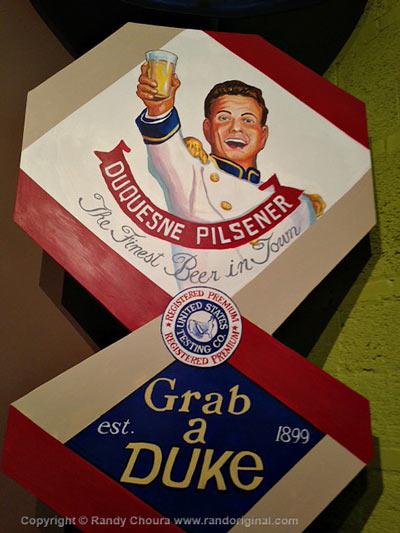 DUQUESNE PILSENER
The Finest Beer in Town
REGISTERED PREMIUM
UNITED STATES
TESTING CO.
REGISTERED PREMIUM
Grab
a
DUKE
est. 1899
Copyright © Randy Choura www.randoriginal.com